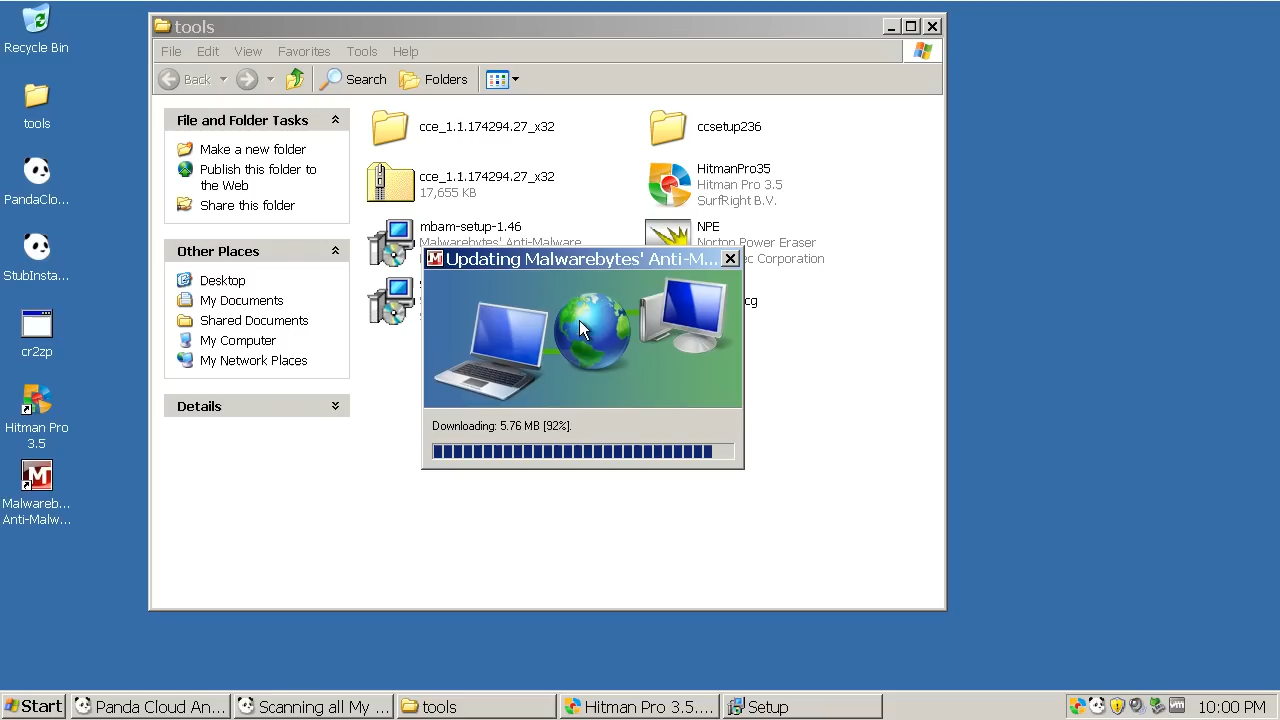 Recycle Bin
tools
PandaClo...
StubInsta...
cr2zp
Hitman Pro
3.5
Malwareb...
Anti-Malw...
tools
File Edit View Favorites Tools Help
Back Search Folders
File and Folder Tasks
Make a new folder
Publish this folder to
the Web
Share this folder
Other Places
Desktop
My Documents
Shared Documents
My Computer
My Network Places
Details
cce_1.1.174294.27_x32
ccsetup236
cce_1.1.174294.27_x32
17,655 KB
HitmanPro35
Hitman Pro 3.5
SurfRight B.V.
mbam-setup-1.46
Malwarebytes' Anti-Malware
NPE
Norton Power Eraser
Corporation
Updating Malwarebytes' Anti-M...
Downloading: 5.76 MB [92%].
Start
Panda Cloud An...
Scanning all My ...
tools
Hitman Pro 3.5....
Setup
10:00 PM